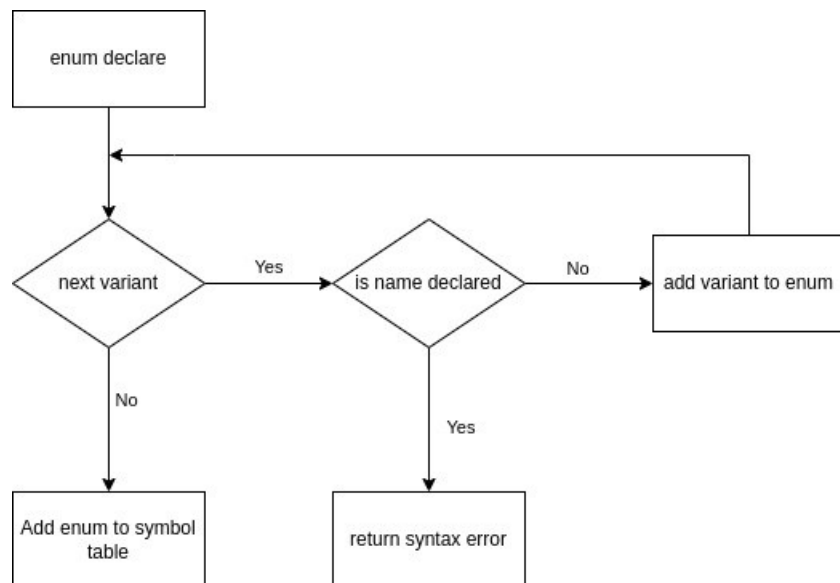 enum declare
next variant
Yes
is name declared
No
add variant to enum
No
Yes
Add enum to symbol
table
return syntax error